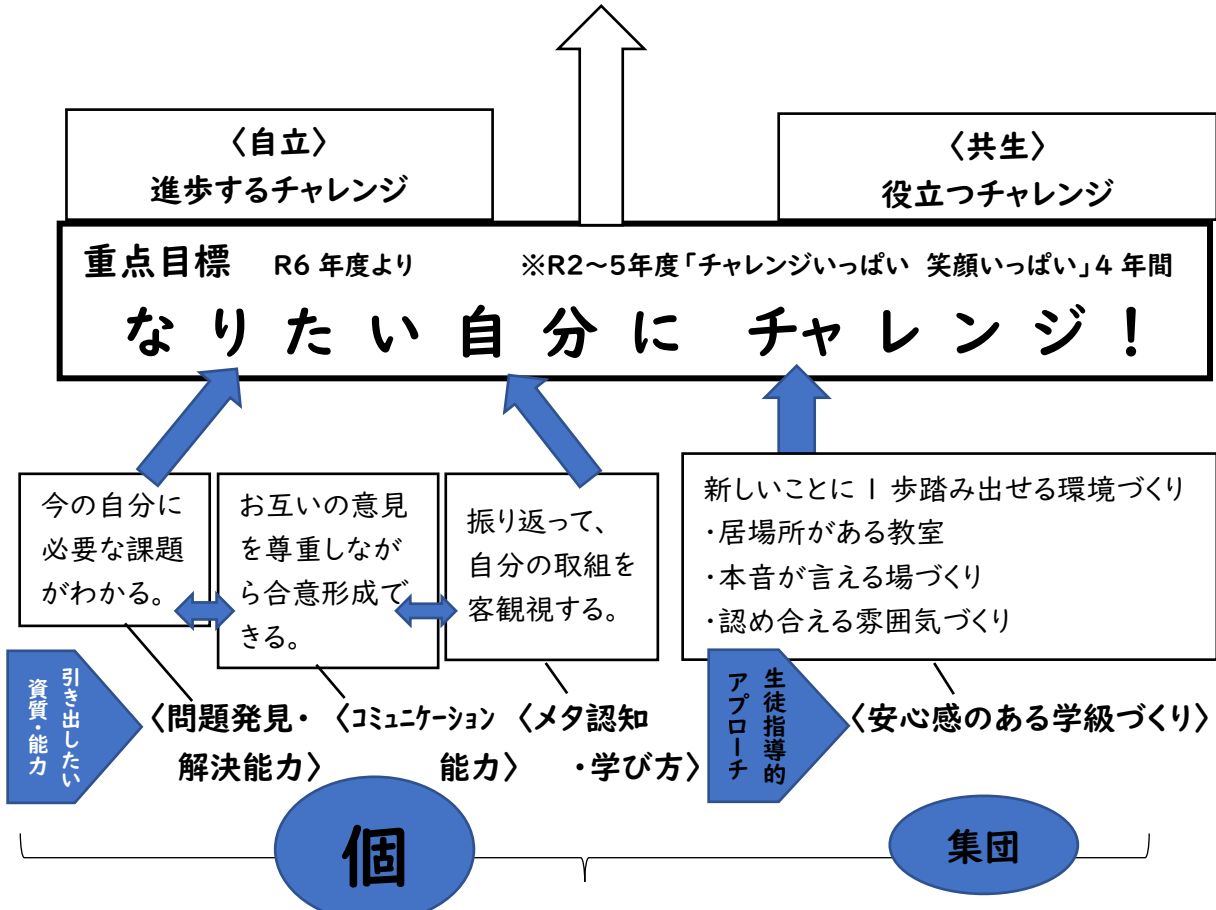 〈自立〉
進歩するチャレンジ
〈共生〉
役立つチャレンジ
重点目標 R6 年度より ※R2～5年度「チャレンジいっぱい 笑顔いっぱい」4 年間
なりたい自分に チャレンジ！
今の自分に
必要な課題
がわかる。
お互いの意見
を尊重しなが
ら合意形成で
きる。
振り返って、
自分の取組を
客観視する。
新しいことに 1 歩踏み出せる環境づくり
・居場所がある教室
・本音が言える場づくり
・認め合える雰囲気づくり
引き出したい
資質・能力
〈問題発見・
解決能力〉
〈コミュニケーション
能力〉
〈メタ認知
・学び方〉
生徒指導的
アプローチ
〈安心感のある学級づくり〉
個
集団